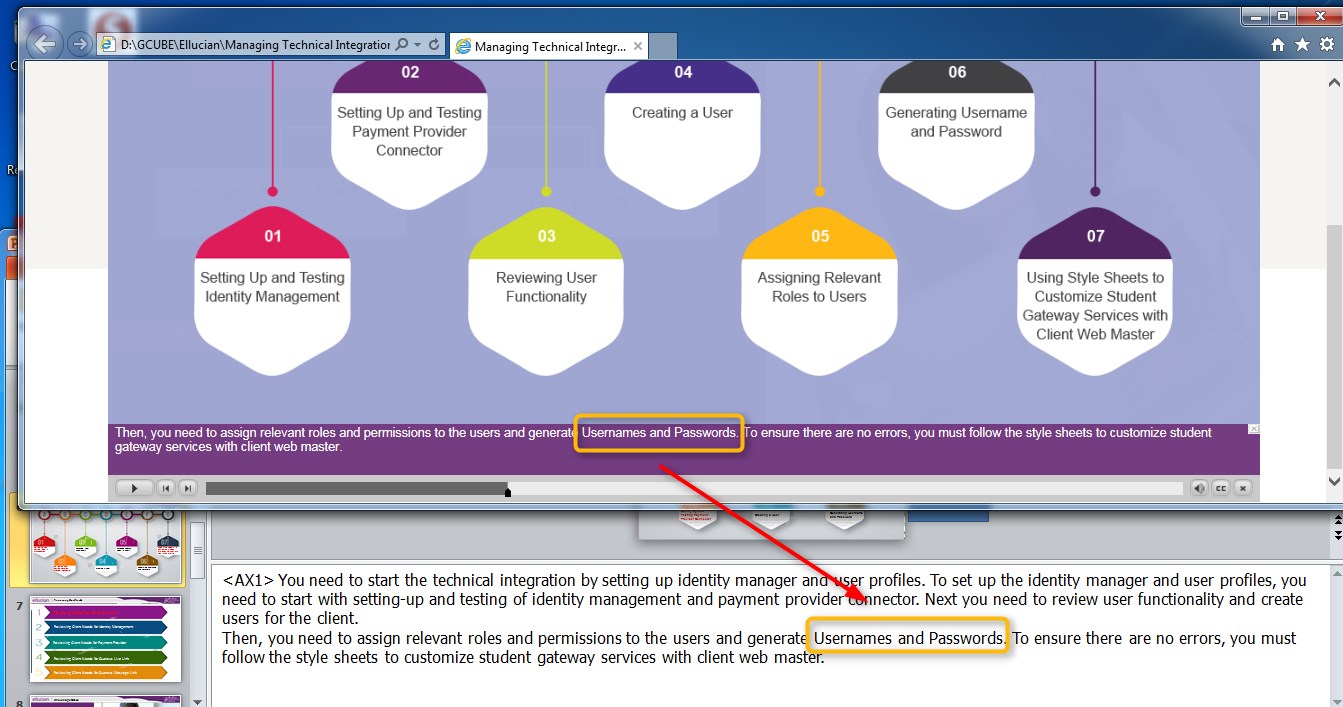 D:\GCUBE\Ellucian\Managing Technical Integration
Managing Technical Integr...
02
Setting Up and Testing
Payment Provider
Connector
04
Creating a User
06
Generating Username
and Password
01
Setting Up and Testing
Identity Management
03
Reviewing User
Functionality
05
Assigning Relevant
Roles to Users
07
Using Style Sheets to
Customize Student
Gateway Services with
Client Web Master
Then, you need to assign relevant roles and permissions to the users and generate Usernames and Passwords. To ensure there are no errors, you must follow the style sheets to customize student
gateway services with client web master.
CC
<AX1> You need to start the technical integration by setting up identity manager and user profiles. To set up the identity manager and user profiles, you
need to start with setting-up and testing of identity management and payment provider connector. Next you need to review user functionality and create
users for the client.
Then, you need to assign relevant roles and permissions to the users and generate Usernames and Passwords. To ensure there are no errors, you must
follow the style sheets to customize student gateway services with client web master.
7
ellucian
1
2
3
4
5
8